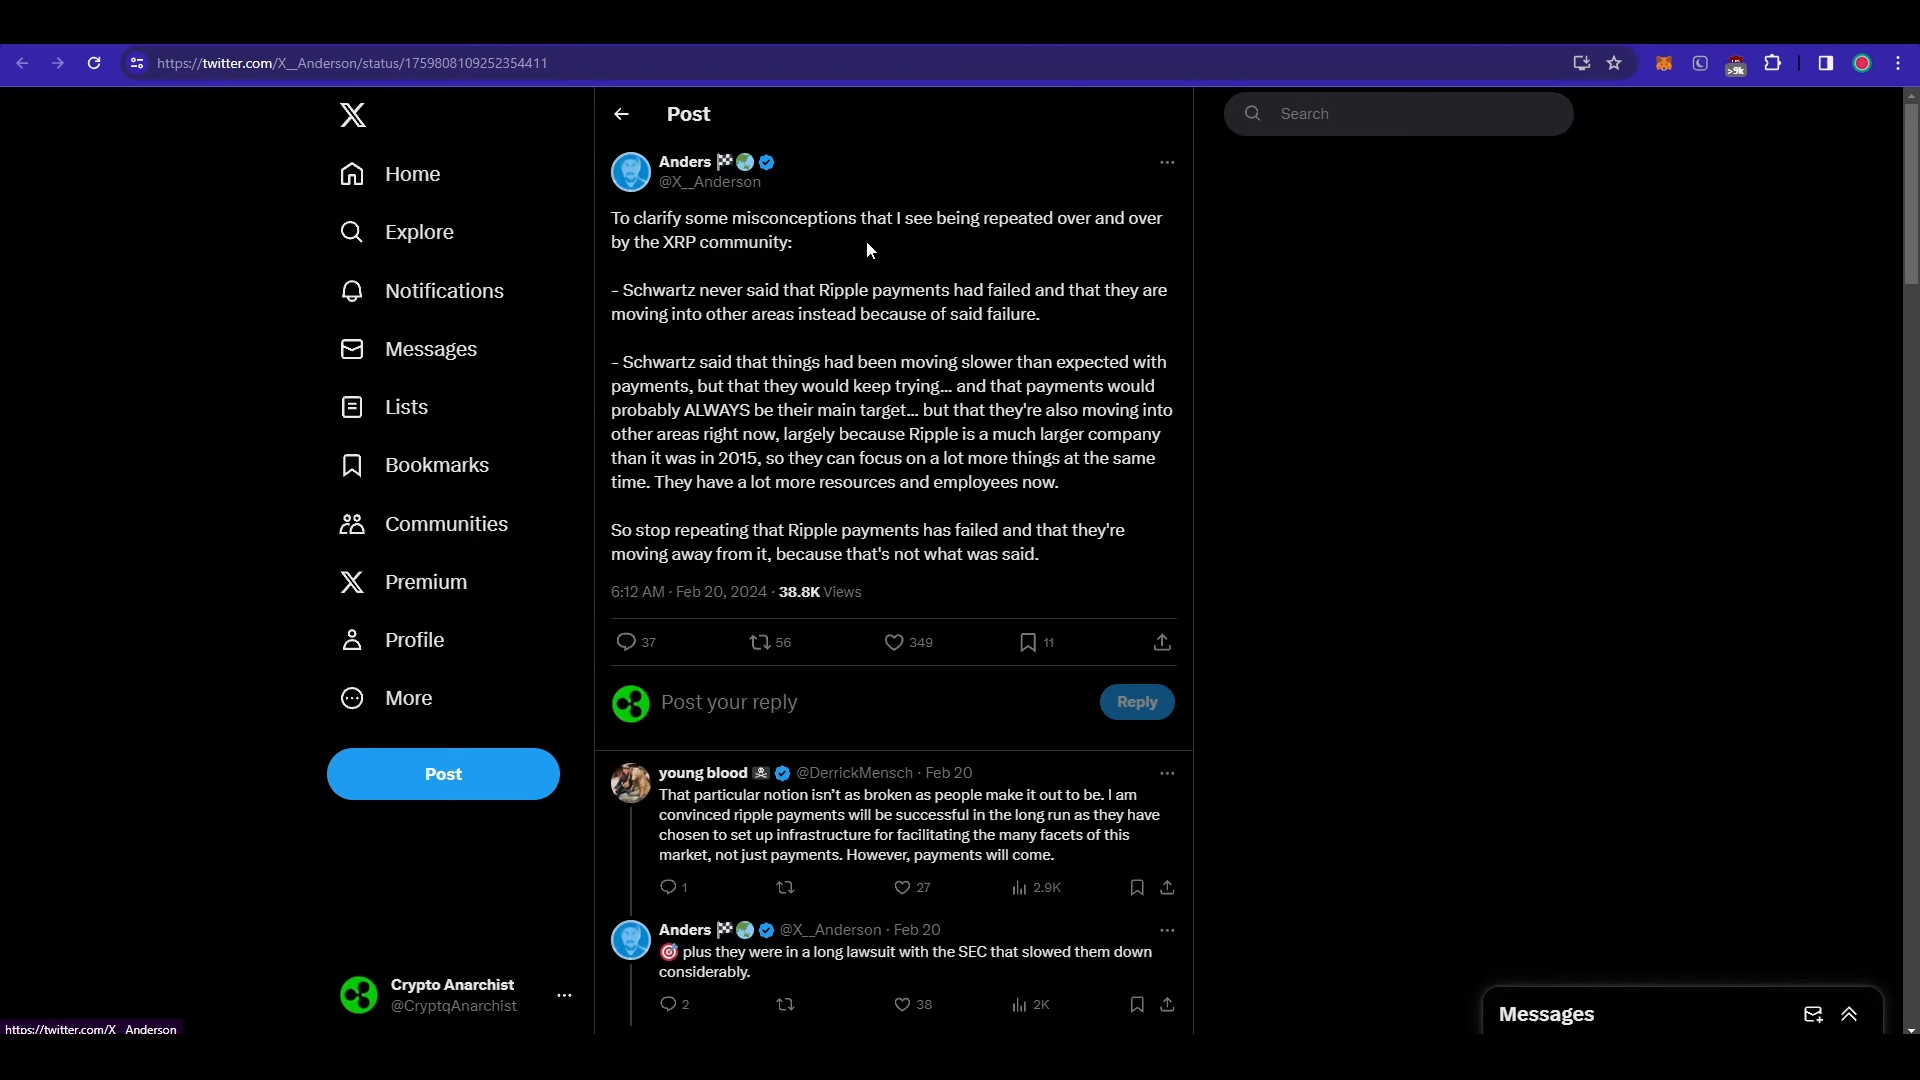 https://twitter.com/X__Anderson/status/1759808109252354411
>9k
Post
Search
Home
Explore
Notifications
Messages
Lists
Bookmarks
Communities
Premium
Profile
More
Post
Crypto Anarchist
@CryptqAnarchist
Anders
@X__Anderson
To clarify some misconceptions that I see being repeated over and over
by the XRP community:
- Schwartz never said that Ripple payments had failed and that they are
moving into other areas instead because of said failure.
- Schwartz said that things had been moving slower than expected with
payments, but that they would keep trying... and that payments would
probably ALWAYS be their main target... but that they're also moving into
other areas right now, largely because Ripple is a much larger company
than it was in 2015, so they can focus on a lot more things at the same
time. They have a lot more resources and employees now.
So stop repeating that Ripple payments has failed and that they're
moving away from it, because that's not what was said.
6:12 AM · Feb 20, 2024 · 38.8K Views
37 56 349 11
Post your reply
Reply
young blood @DerrickMensch · Feb 20
That particular notion isn’t as broken as people make it out to be. I am
convinced ripple payments will be successful in the long run as they have
chosen to set up infrastructure for facilitating the many facets of this
market, not just payments. However, payments will come.
1 27 2.9K
Anders @X__Anderson · Feb 20
plus they were in a long lawsuit with the SEC that slowed them down
considerably.
2 38 2K
Messages
https://twitter.com/X__Anderson